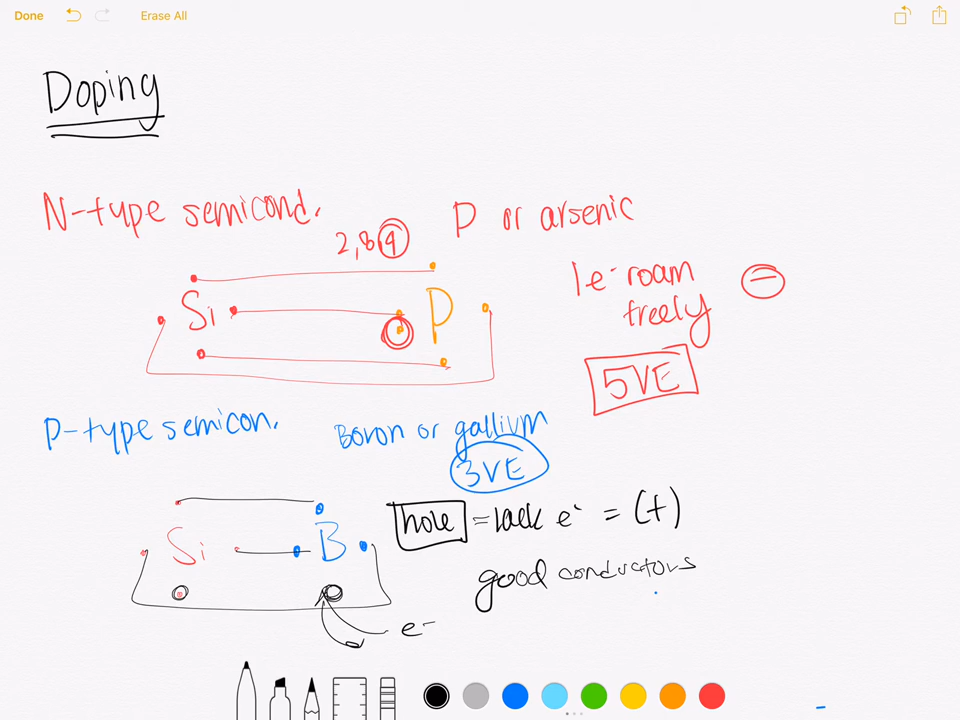 Done
Erase All
Doping
N-type semicond.
P or arsenic
2,8 4
1e- roam
freely
Si
P
5VE
P-type semicon.
Boron or gallium
3VE
hole = lack e- = (+)
Si
B
good conductors
e-